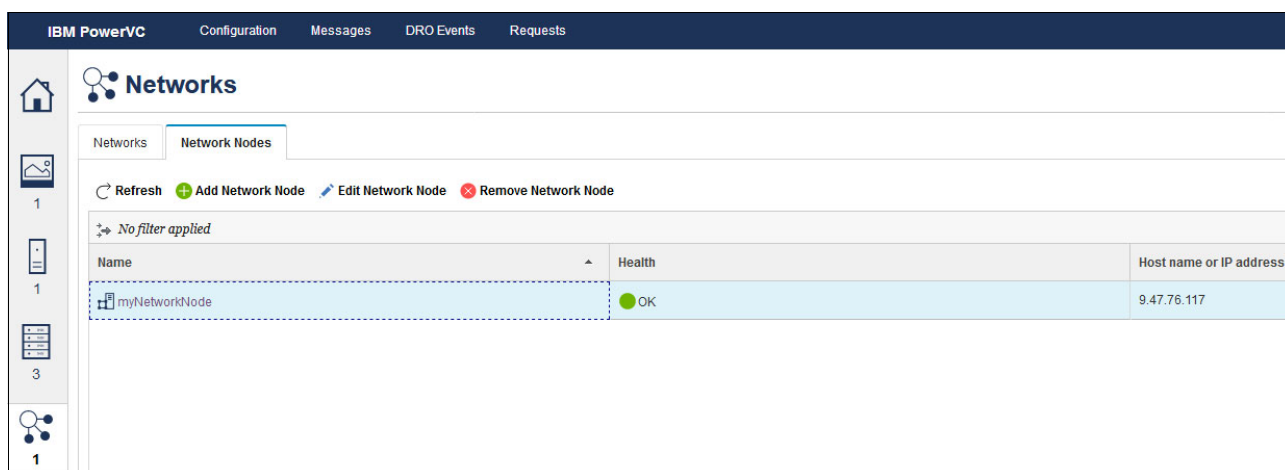 IBM PowerVC Configuration Messages DRO Events Requests
Networks
Networks Network Nodes
Refresh Add Network Node Edit Network Node Remove Network Node
1
No filter applied
Name Health Host name or IP address
1
myNetworkNode OK 9.47.76.117
3
1